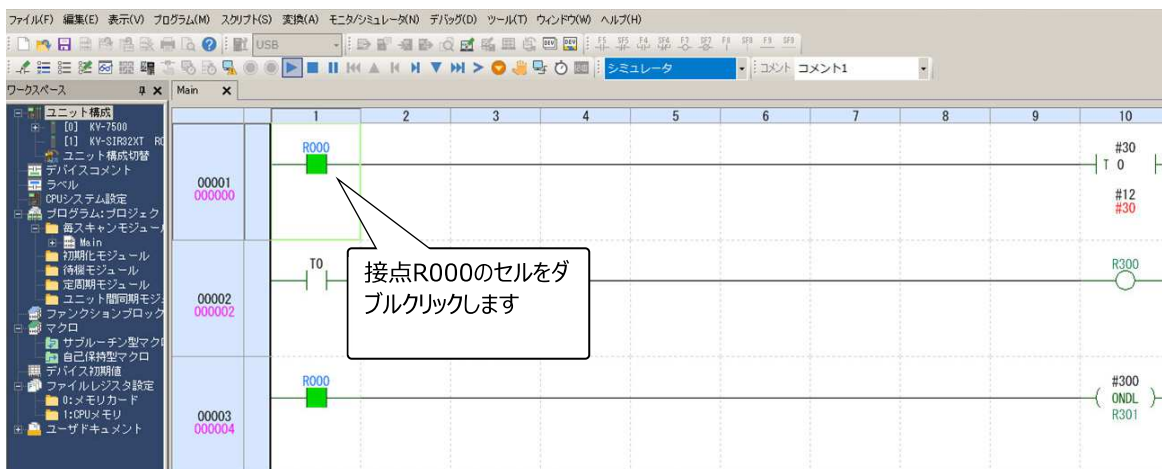 ファイル(F) 編集(E) 表示(V) プログラム(M) スクリプト(S) 変換(A) モニタ/シミュレータ(N) デバッグ(D) ツール(T) ウィンドウ(W) ヘルプ(H)
USB
F5 SF5 F4 SF4 F7 SF7 F8 SF8 F9 SF9
シミュレータ コメント コメント1
ワークスペース Main
ユニット構成
[0] KV-7500
[1] KV-SIR32XT
ユニット構成切替
デバイスコメント
ラベル
CPUシステム設定
プログラム:プロジェク
毎スキャンモジュー
Main
初期化モジュール
待機モジュール
定周期モジュール
ユニット間同期モジ
ファンクションブロック
マクロ
サブルーチン型マク
自己保持型マクロ
デバイス初期値
ファイルレジスタ設定
0:メモリカード
1:CPUメモリ
ユーザドキュメント
1 2 3 4 5 6 7 8 9 10
R000 #30
T 0
00001
000000
#12
#30
T0 R300
00002
000002
接点R000のセルをダ
ブルクリックします
R000 #300
ONDL
R301
00003
000004